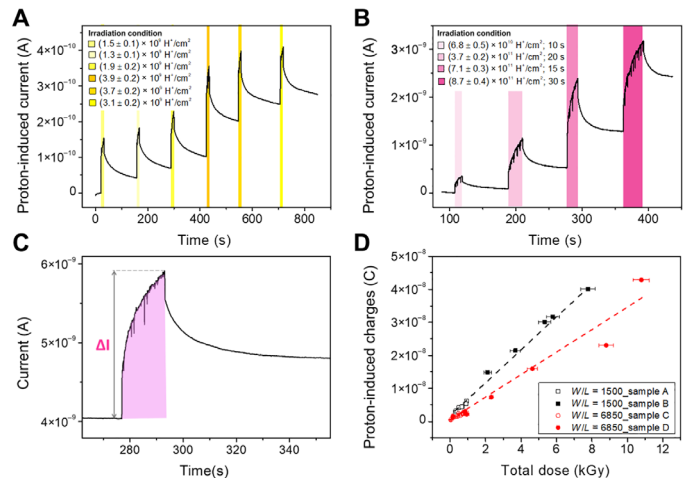 A
Proton-induced current (A)
4×10⁻¹⁰
3×10⁻¹⁰
2×10⁻¹⁰
1×10⁻¹⁰
0
Irradiation condition
(1.5 ± 0.1) × 10⁹ H⁺/cm²
(1.3 ± 0.1) × 10⁹ H⁺/cm²
(1.9 ± 0.2) × 10⁹ H⁺/cm²
(3.9 ± 0.2) × 10⁹ H⁺/cm²
(3.7 ± 0.2) × 10⁹ H⁺/cm²
(3.1 ± 0.2) × 10⁹ H⁺/cm²
0 200 400 600 800
Time (s)
B
Proton-induced current (A)
3×10⁻⁹
2×10⁻⁹
1×10⁻⁹
0
Irradiation condition
(6.8 ± 0.5) × 10¹⁰ H⁺/cm²; 10 s
(3.7 ± 0.2) × 10¹¹ H⁺/cm²; 20 s
(7.1 ± 0.3) × 10¹¹ H⁺/cm²; 15 s
(8.7 ± 0.4) × 10¹¹ H⁺/cm²; 30 s
100 200 300 400
Time (s)
C
Current (A)
6×10⁻⁹
5×10⁻⁹
4×10⁻⁹
ΔI
280 300 320 340
Time(s)
D
Proton-induced charges (C)
5×10⁻⁸
4×10⁻⁸
3×10⁻⁸
1×10⁻⁸
1×10⁻⁸
0
W/L = 1500_sample A
W/L = 1500_sample B
W/L = 6850_sample C
W/L = 6850_sample D
0 2 4 6 8 10 12
Total dose (kGy)